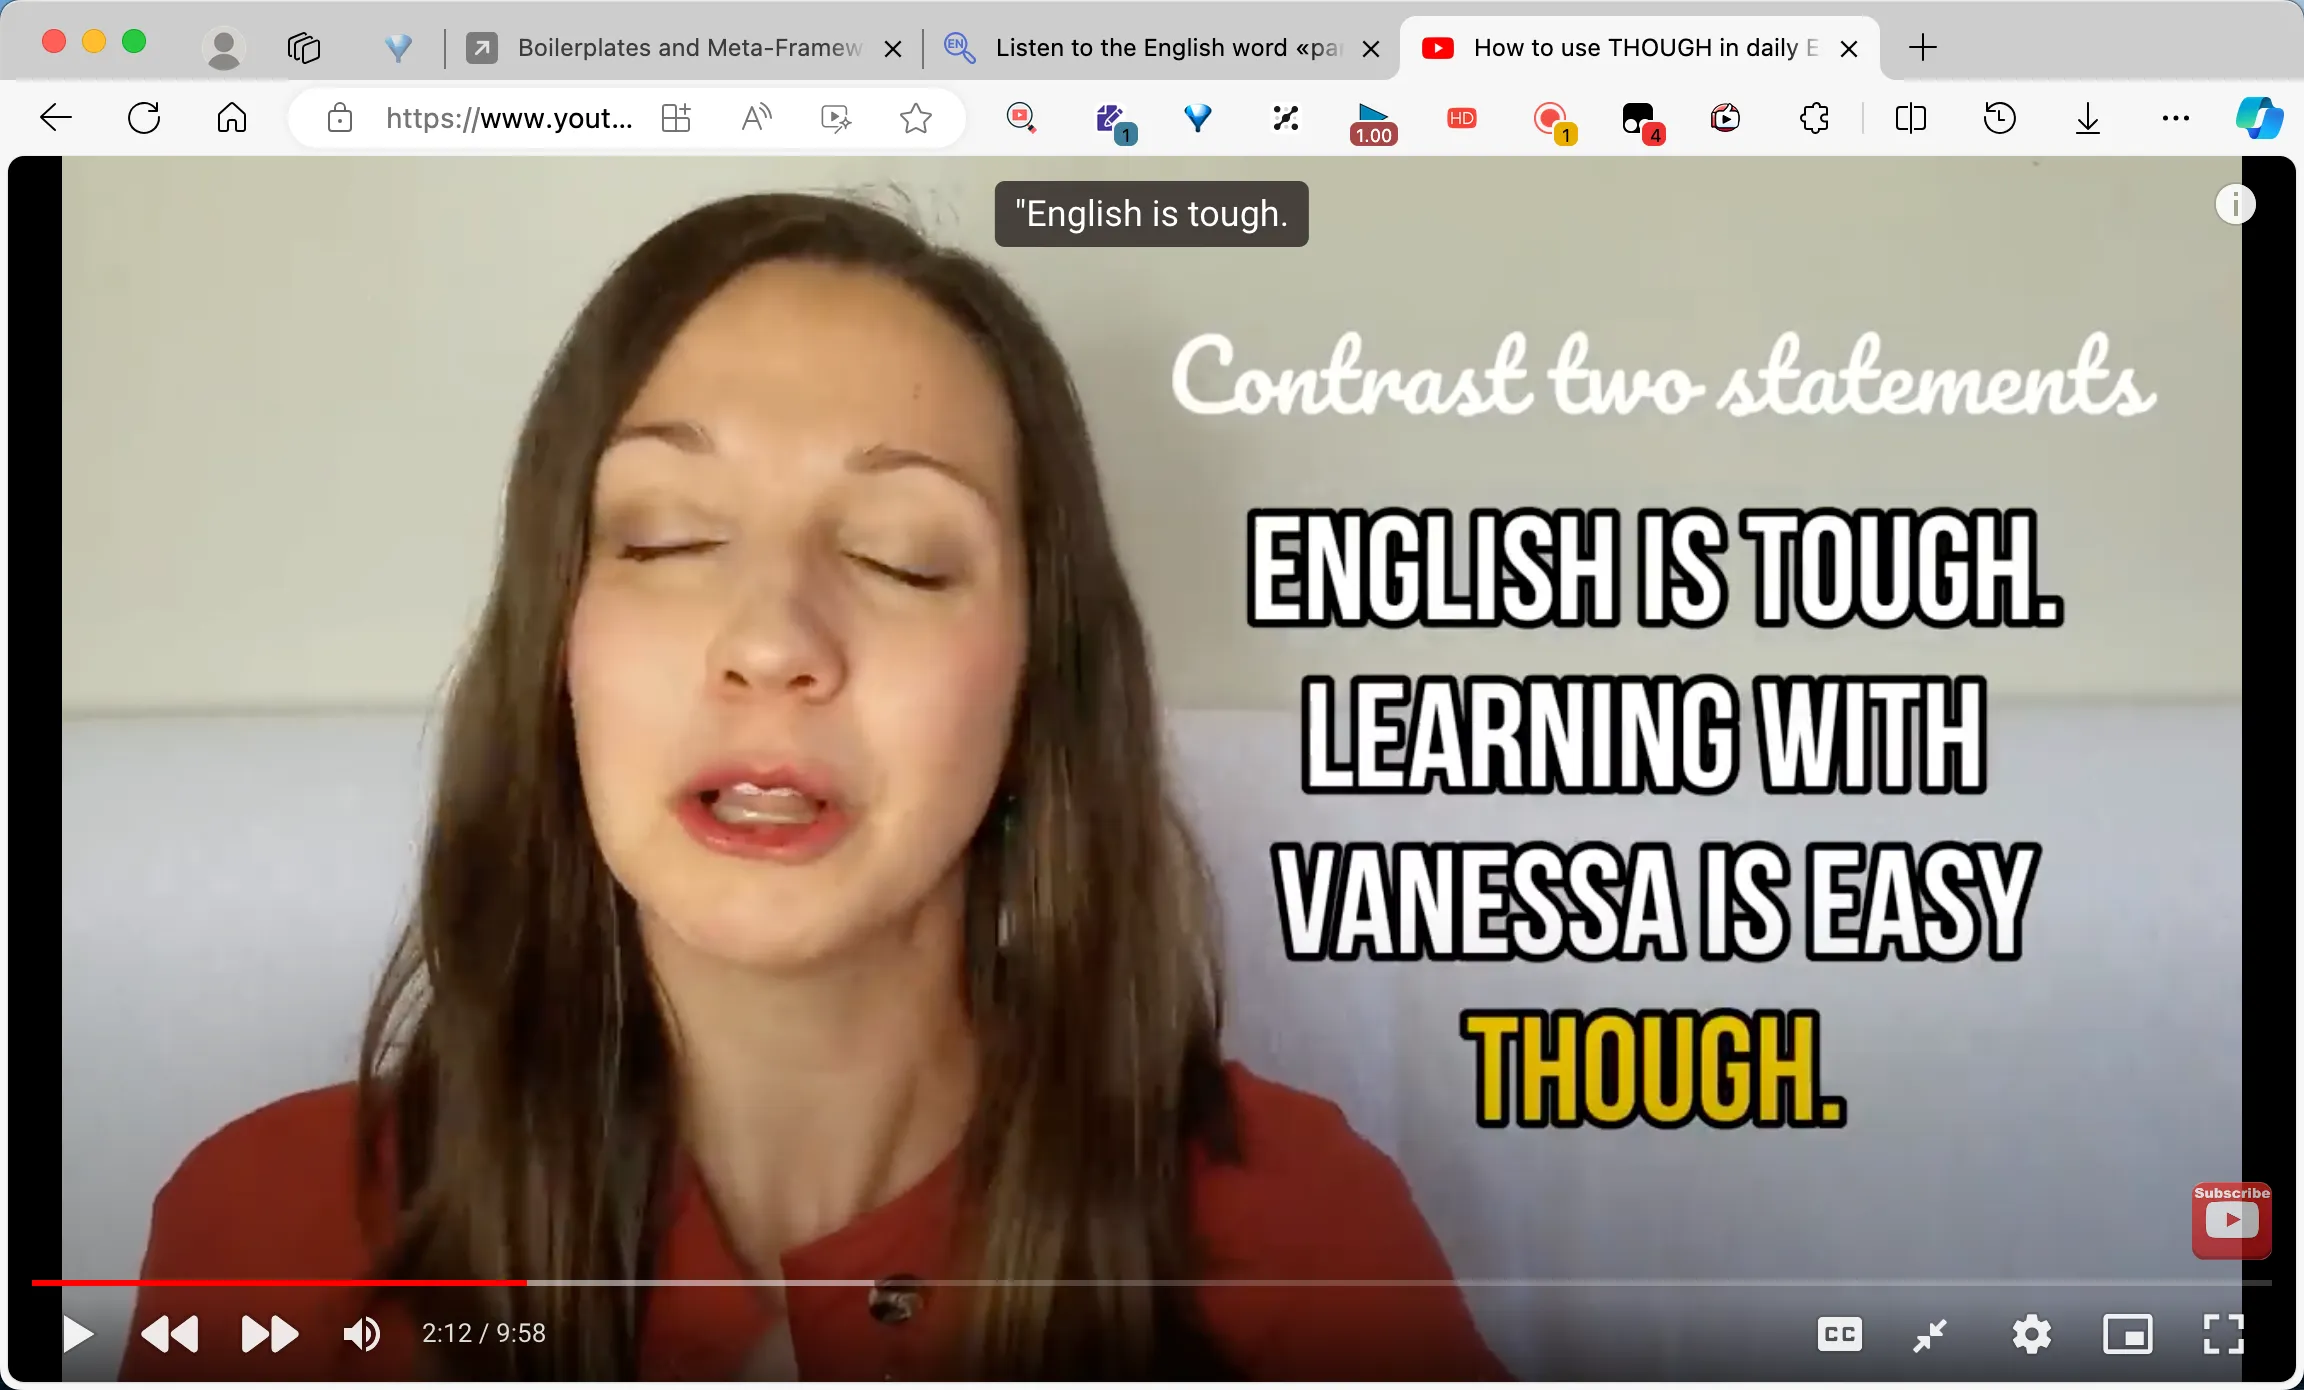 Boilerplates and Meta-Framew
EN
Listen to the English word «pa
How to use THOUGH in daily E
https://www.yout...
1
1.00
HD
1
4
"English is tough.
Contrast two statements
ENGLISH IS TOUGH.
LEARNING WITH
VANESSA IS EASY
THOUGH.
Subscribe
2:12 / 9:58
CC